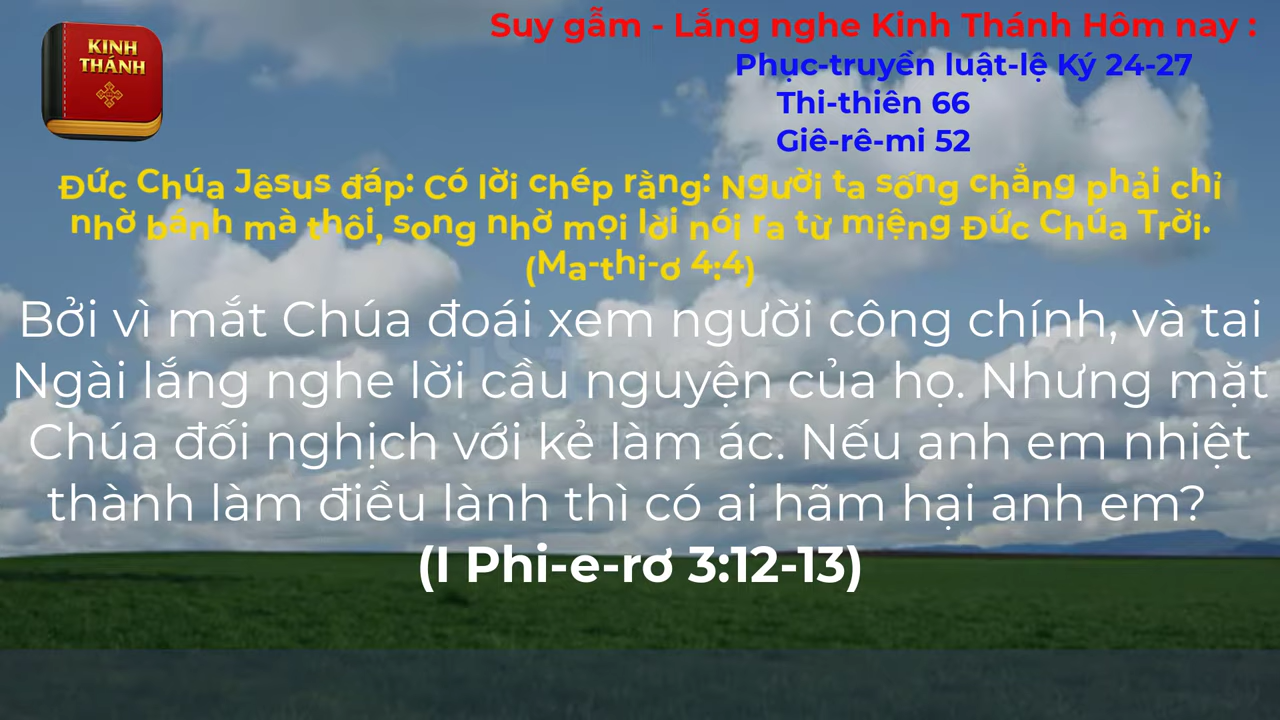 KINH
THÁNH
Suy gẫm - Lắng nghe Kinh Thánh Hôm nay :
Phục-truyền luật-lệ Ký 24-27
Thi-thiên 66
Giê-rê-mi 52
Đức Chúa Jêsus đáp: Có lời chép rằng: Người ta sống chẳng phải chỉ
nhờ bánh mà thôi, song nhờ mọi lời nói ra từ miệng Đức Chúa Trời.
(Ma-thi-ơ 4:4)
Bởi vì mắt Chúa đoái xem người công chính, và tai
Ngài lắng nghe lời cầu nguyện của họ. Nhưng mặt
Chúa đối nghịch với kẻ làm ác. Nếu anh em nhiệt
thành làm điều lành thì có ai hãm hại anh em?
(I Phi-e-rơ 3:12-13)